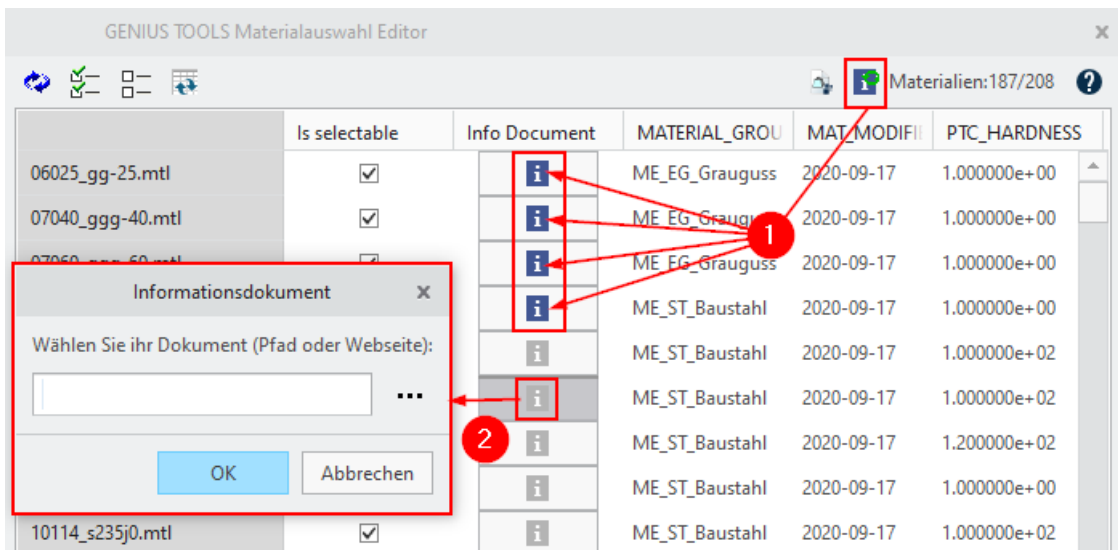 GENIUS TOOLS Materialauswahl Editor
Materialien:187/208
Is selectable Info Document MATERIAL_GROU MAT_MODIFI PTC_HARDNESS
06025_gg-25.mtl ME_EG_Grauguss 2020-09-17 1.000000e+00
07040_ggg-40.mtl ME_EG 2020-09-17 1.000000e+00
1
ME_EG_Grauguss 2020-09-17 1.000000e+00
Informationsdokument
ME_ST_Baustahl 2020-09-17 1.000000e+00
Wählen Sie ihr Dokument (Pfad oder Webseite):
ME_ST_Baustahl 2020-09-17 1.000000e+02
... ME_ST_Baustahl 2020-09-17 1.000000e+02
2
ME_ST_Baustahl 2020-09-17 1.200000e+02
OK Abbrechen
ME_ST_Baustahl 2020-09-17 1.000000e+00
10114_s235j0.mtl ME_ST_Baustahl 2020-09-17 1.000000e+02